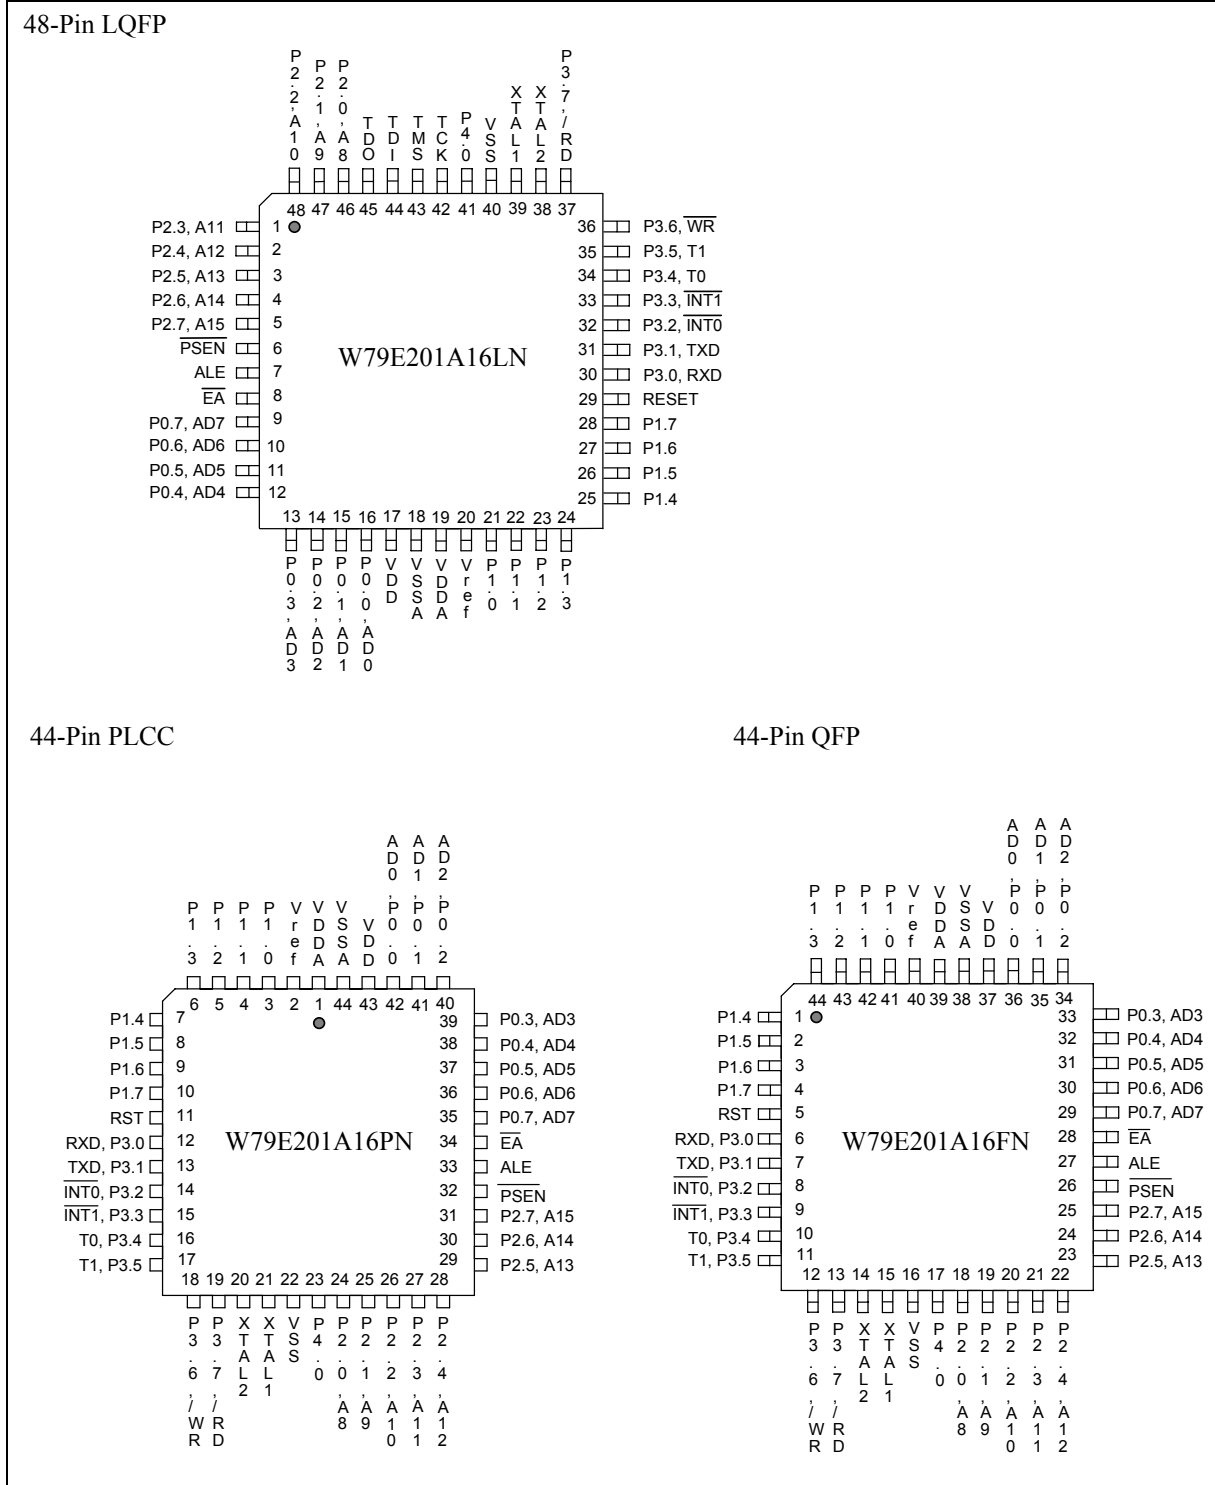 48-Pin LQFP
P2.2,A10
P2.1,A9
P2.0,A8
TDO
TDI
TMS
TCK
P4.0
VSS
XTAL1
XTAL2
P3.7,/RD
48 47 46 45 44 43 42 41 40 39 38 37
P2.3, A11 1
P2.4, A12 2
P2.5, A13 3
P2.6, A14 4
P2.7, A15 5
PSEN 6
ALE 7
EA 8
P0.7, AD7 9
P0.6, AD6 10
P0.5, AD5 11
P0.4, AD4 12
W79E201A16LN
36 P3.6, WR
35 P3.5, T1
34 P3.4, T0
33 P3.3, INT1
32 P3.2, INT0
31 P3.1, TXD
30 P3.0, RXD
29 RESET
28 P1.7
27 P1.6
26 P1.5
25 P1.4
13 14 15 16 17 18 19 20 21 22 23 24
P0.3,AD3
P0.2,AD2
P0.1,AD1
P0.0,AD0
VDD
VSSA
VDDA
Vref
P1.0
P1.1
P1.2
P1.3
44-Pin PLCC
P1.3
P1.2
P1.1
P1.0
Vref
VDDA
VSSA
VDD
AD0,P0.0
AD1,P0.1
AD2,P0.2
6 5 4 3 2 1 44 43 42 41 40
P1.4 7
P1.5 8
P1.6 9
P1.7 10
RST 11
RXD, P3.0 12
TXD, P3.1 13
INT0, P3.2 14
INT1, P3.3 15
T0, P3.4 16
T1, P3.5 17
W79E201A16PN
39 P0.3, AD3
38 P0.4, AD4
37 P0.5, AD5
36 P0.6, AD6
35 P0.7, AD7
34 EA
33 ALE
32 PSEN
31 P2.7, A15
30 P2.6, A14
29 P2.5, A13
18 19 20 21 22 23 24 25 26 27 28
P3.6,/WR
P3.7,/RD
XTAL2
XTAL1
VSS
P4.0
P2.0,A8
P2.1,A9
P2.2,A10
P2.3,A11
P2.4,A12
44-Pin QFP
P1.3
P1.2
P1.1
P1.0
Vref
VDDA
VSSA
VDD
AD0,P0.0
AD1,P0.1
AD2,P0.2
44 43 42 41 40 39 38 37 36 35 34
P1.4 1
P1.5 2
P1.6 3
P1.7 4
RST 5
RXD, P3.0 6
TXD, P3.1 7
INT0, P3.2 8
INT1, P3.3 9
T0, P3.4 10
T1, P3.5 11
W79E201A16FN
33 P0.3, AD3
32 P0.4, AD4
31 P0.5, AD5
30 P0.6, AD6
29 P0.7, AD7
28 EA
27 ALE
26 PSEN
25 P2.7, A15
24 P2.6, A14
23 P2.5, A13
12 13 14 15 16 17 18 19 20 21 22
P3.6,/WR
P3.7,/RD
XTAL2
XTAL1
VSS
P4.0
P2.0,A8
P2.1,A9
P2.2,A10
P2.3,A11
P2.4,A12